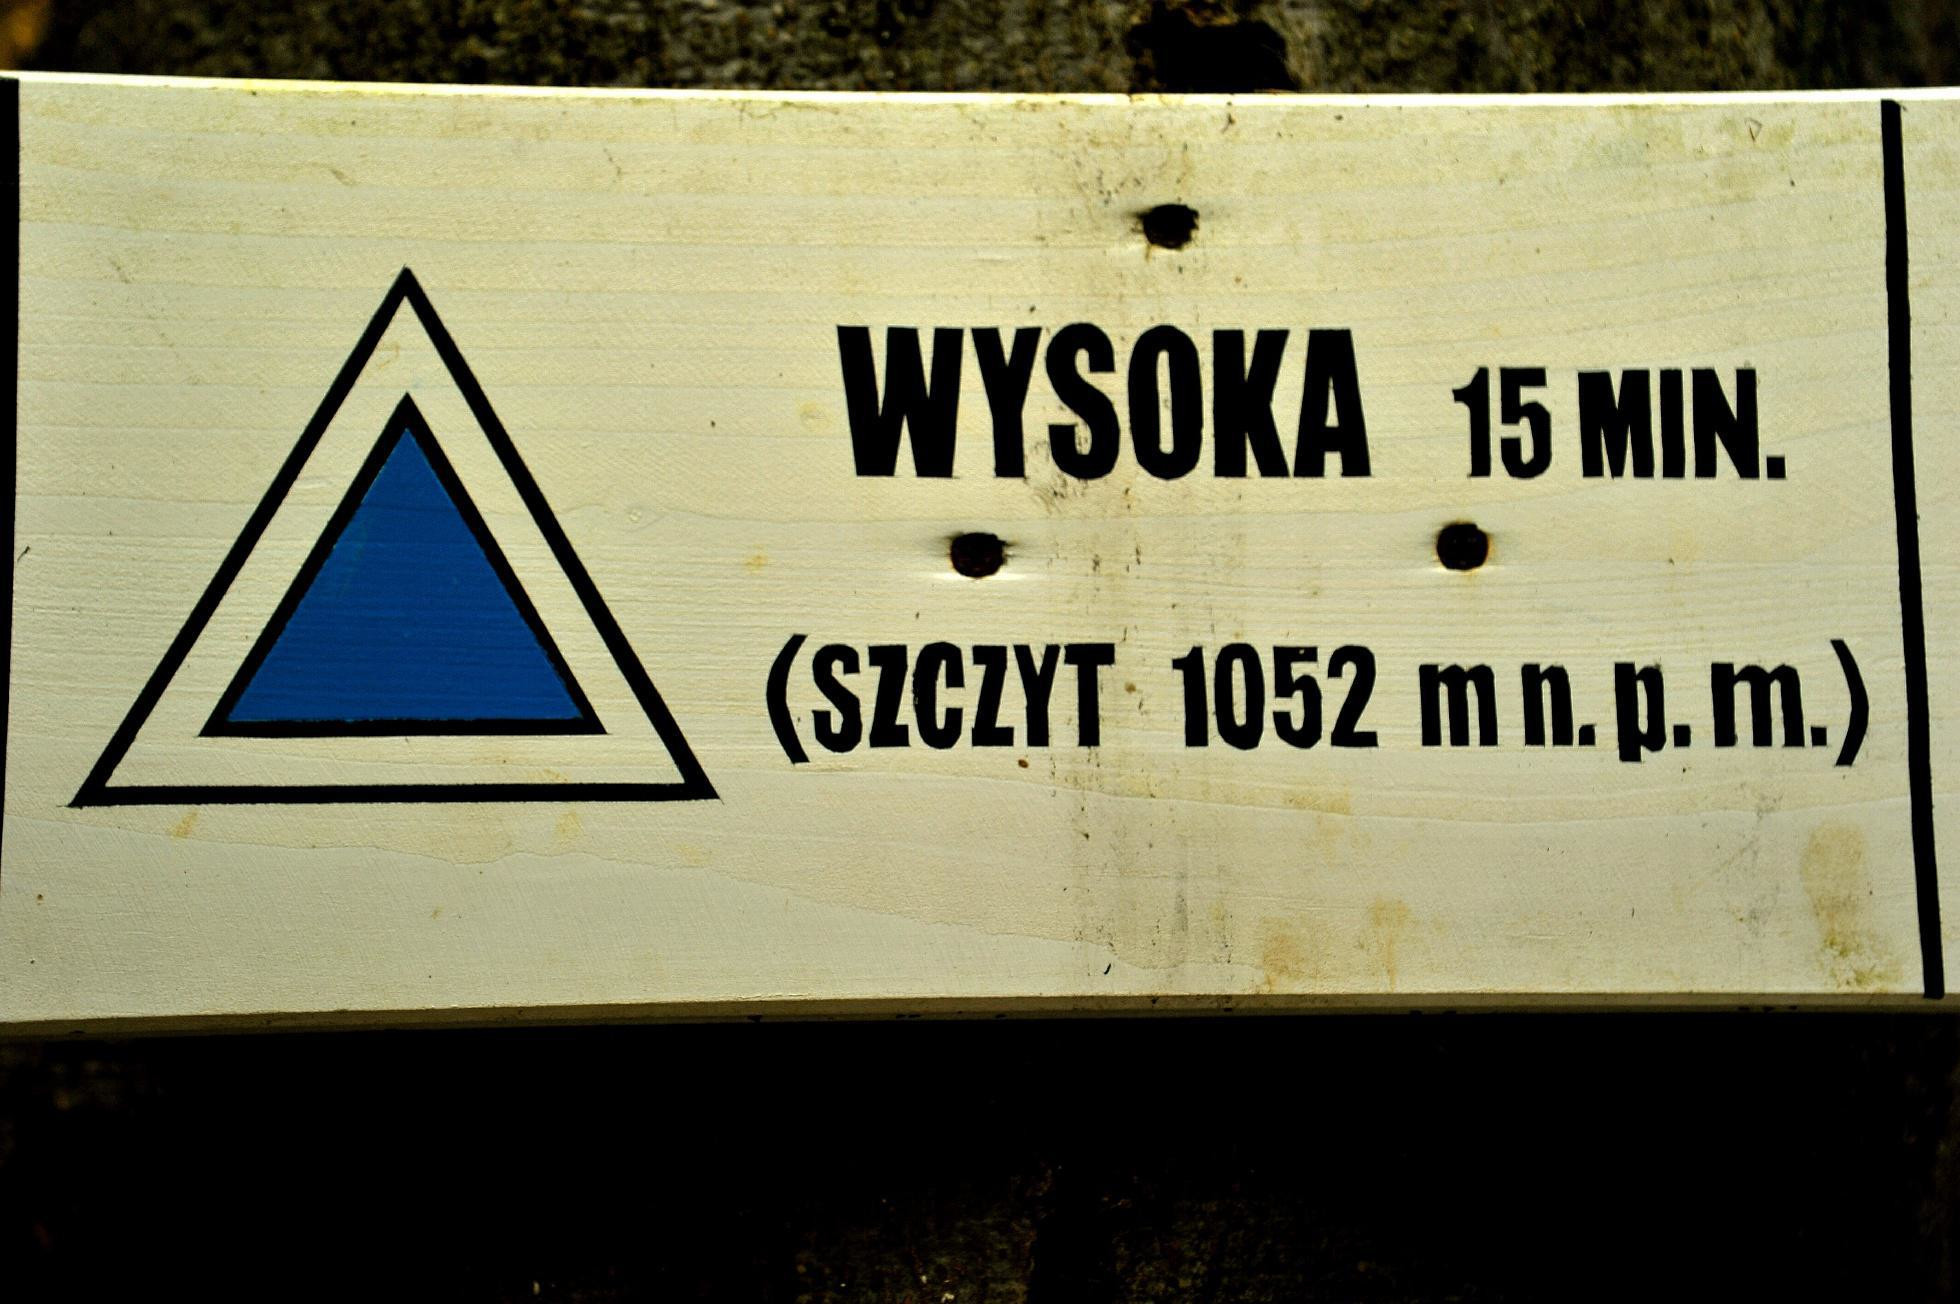 WYSOKA 15 MIN.
(SZCZYT 1052 m n. p. m.)